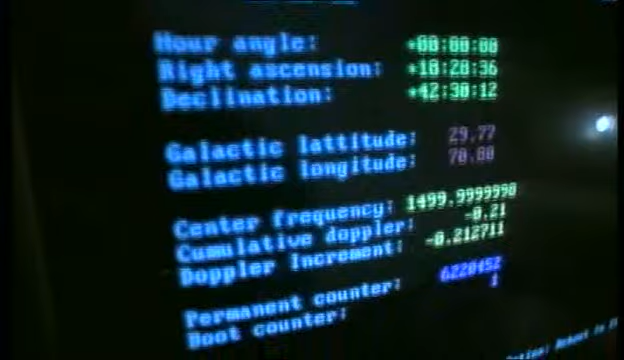 Hour angle: +00:00:00
Right ascension: +18:28:36
Declination: +42:30:12
Galactic lattitude: 29.77
Galactic longitude: 70.80
Center frequency: 1499.9999990
Cumulative doppler: -0.21
Doppler Increment: -0.212711
Permanent counter: 6220452
Boot counter: 1